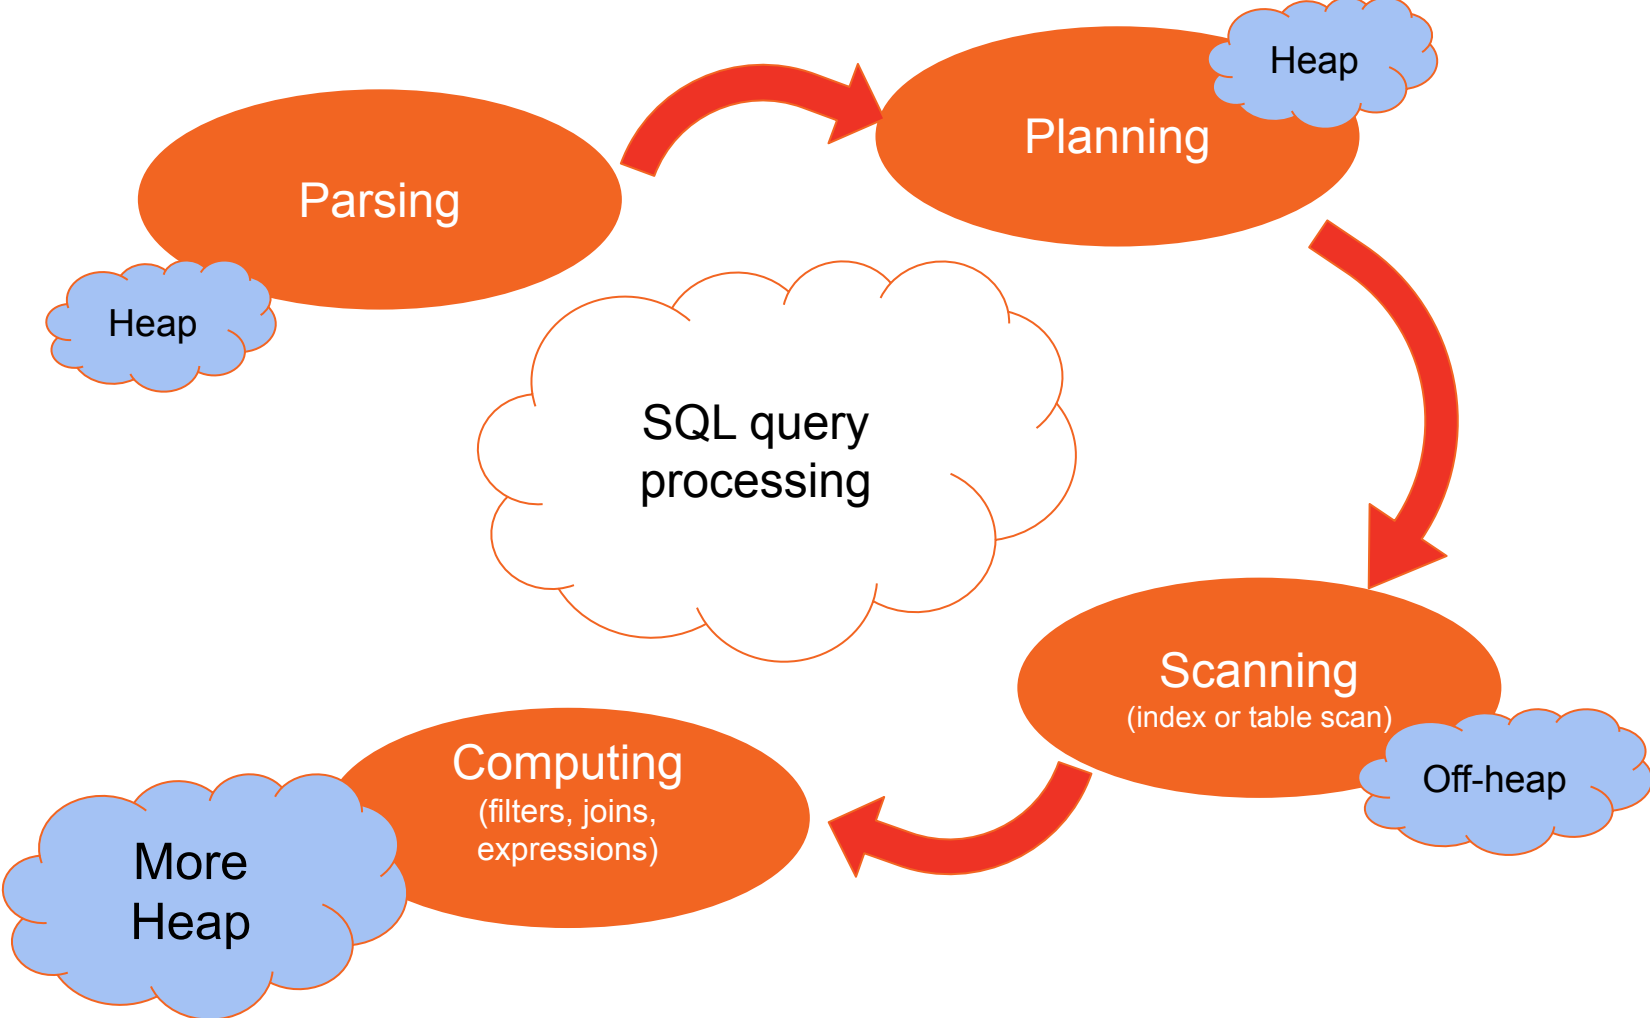 Heap
Planning
Parsing
Heap
SQL query
processing
Scanning
(index or table scan)
Off-heap
Computing
(filters, joins,
expressions)
More
Heap